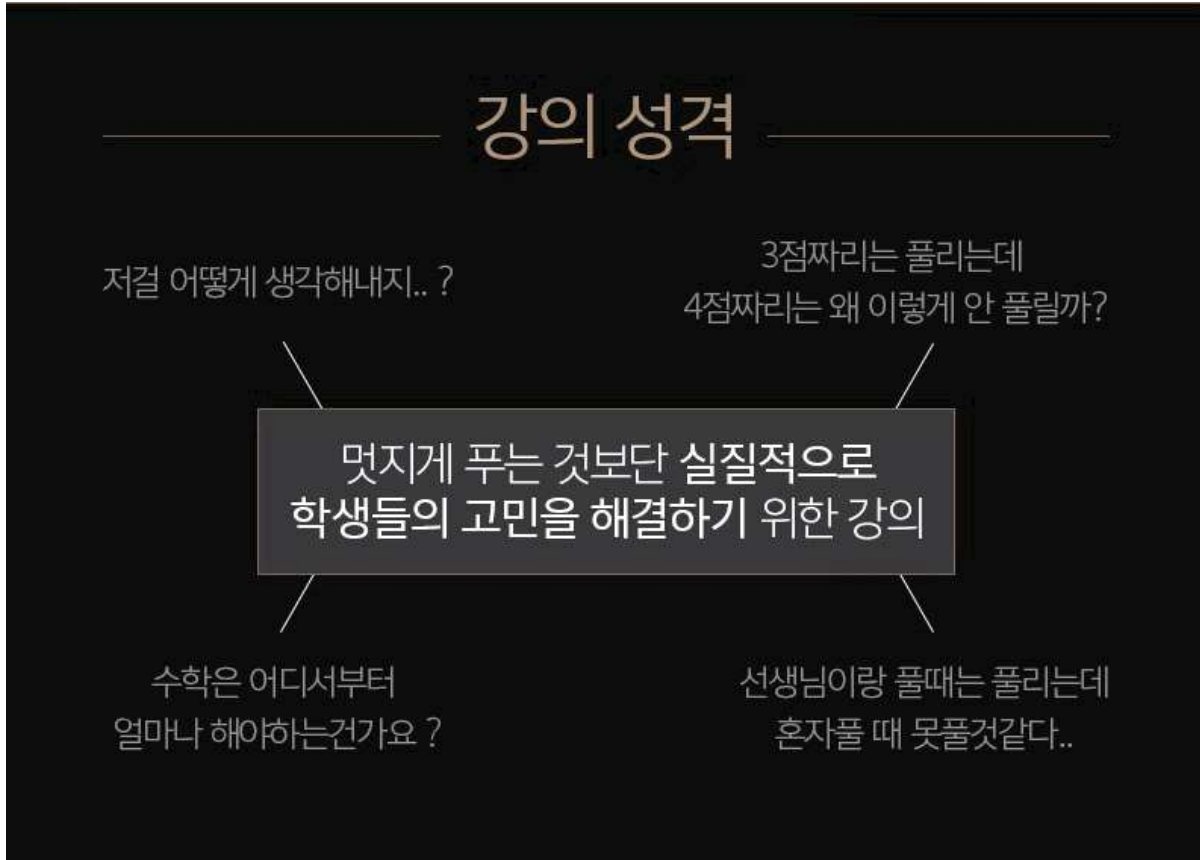 강의 성격
저걸 어떻게 생각해내지.. ?
3점짜리는 풀리는데
4점짜리는 왜 이렇게 안 풀릴까?
멋지게 푸는 것보단 실질적으로
학생들의 고민을 해결하기 위한 강의
수학은 어디서부터
얼마나 해야하는건가요 ?
선생님이랑 풀때는 풀리는데
혼자풀 때 못풀것같다..